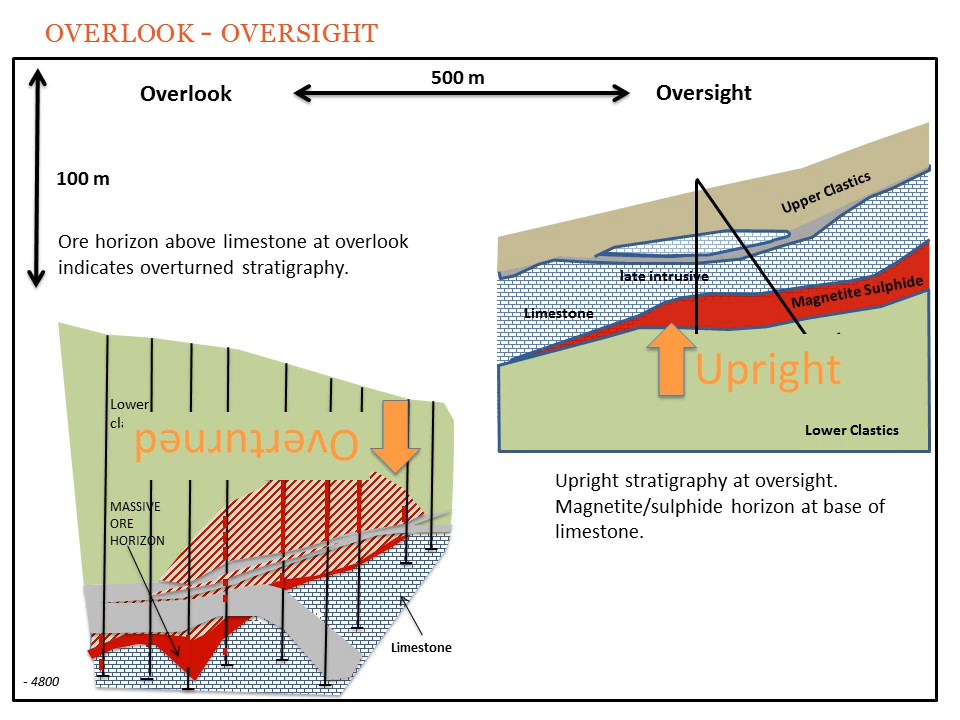 OVERLOOK - OVERSIGHT
500 m
Overlook
Oversight
100 m
Upper Clastics
Ore horizon above limestone at overlook
indicates overturned stratigraphy.
late intrusive
Magnetite Sulphide
Limestone
Upright
Lower
Overturned
Lower Clastics
Upright stratigraphy at oversight.
Magnetite/sulphide horizon at base of
limestone.
MASSIVE
ORE
HORIZON
Limestone
- 4800